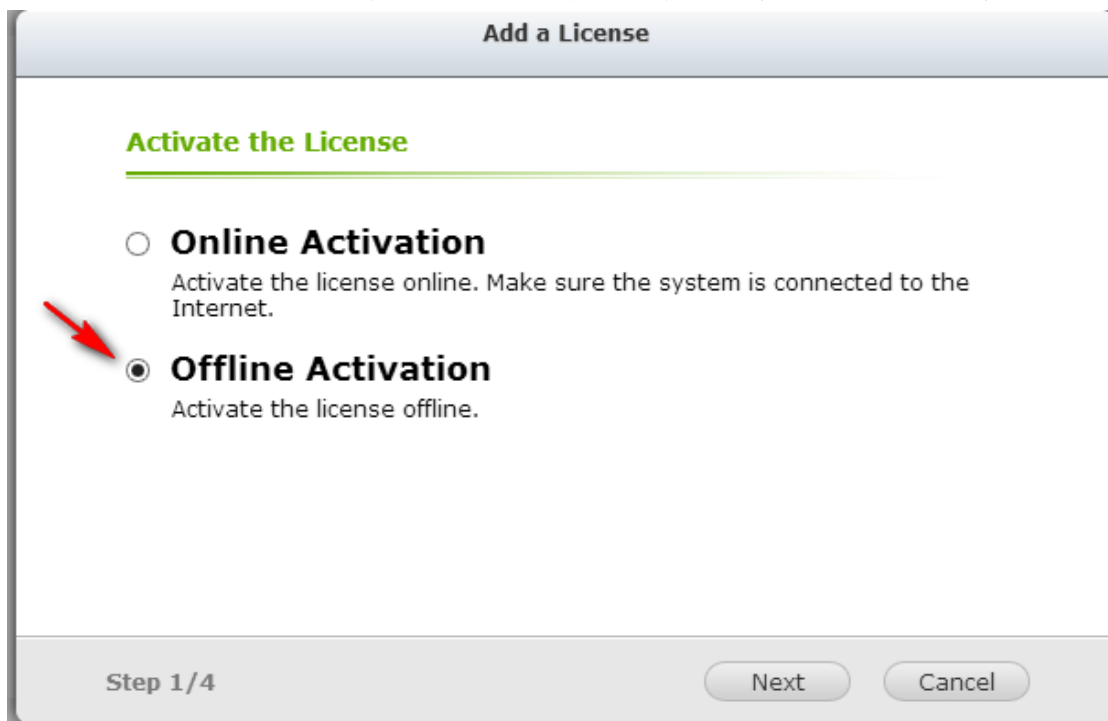 Add a License
Activate the License
Online Activation
Activate the license online. Make sure the system is connected to the
Internet.
Offline Activation
Activate the license offline.
Step 1/4
Next
Cancel